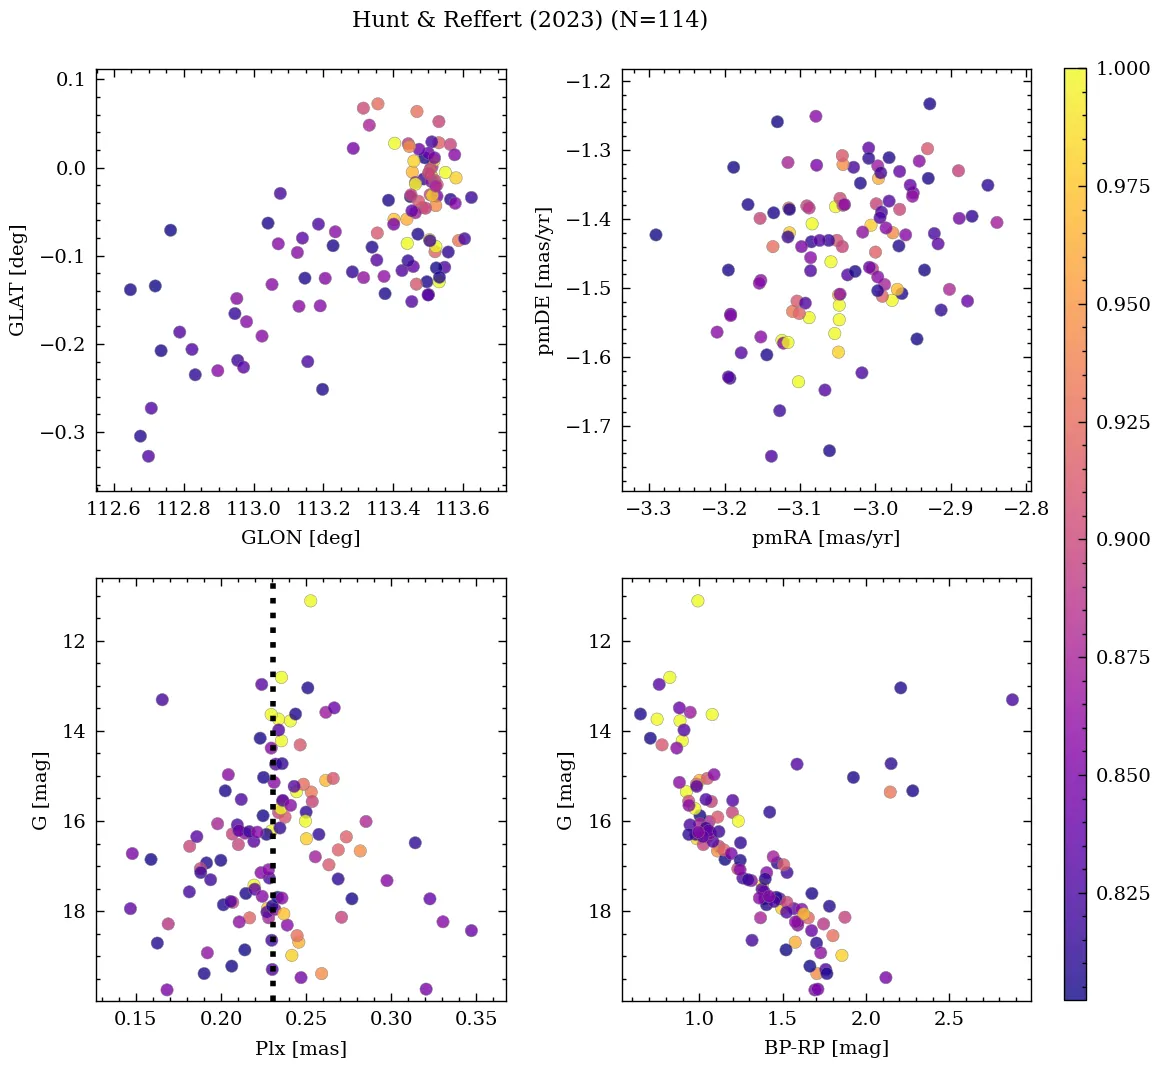 Hunt & Reffert (2023) (N=114)
0.1
0.0
−0.1
−0.2
−0.3
GLAT [deg]
112.6 112.8 113.0 113.2 113.4 113.6
GLON [deg]
−1.2
−1.3
−1.4
−1.5
−1.6
−1.7
pmDE [mas/yr]
−3.3 −3.2 −3.1 −3.0 −2.9 −2.8
pmRA [mas/yr]
1.000
0.975
0.950
0.925
0.900
0.875
0.850
0.825
12
14
16
18
G [mag]
0.15 0.20 0.25 0.30 0.35
Plx [mas]
12
14
16
18
G [mag]
1.0 1.5 2.0 2.5
BP-RP [mag]